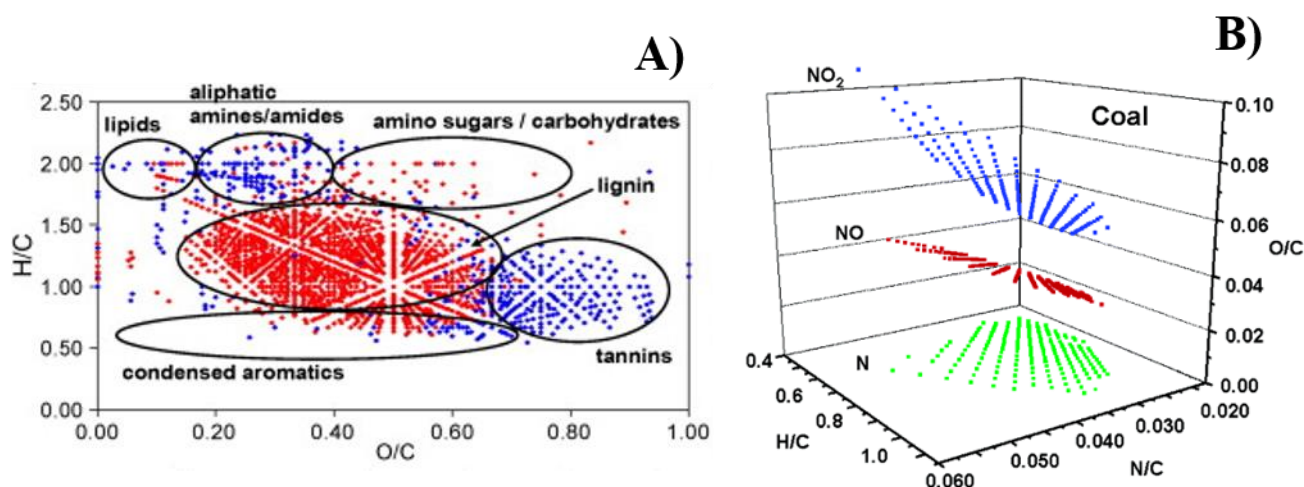 A)
2.50
2.00
1.50
1.00
0.50
0.00
H/C
aliphatic
amines/amides
lipids
amino sugars / carbohydrates
lignin
tannins
condensed aromatics
0.00 0.20 0.40 0.60 0.80 1.00
O/C
B)
NO₂
Coal
NO
N
0.10
0.08
0.06
0.04
0.02
0.00
O/C
0.4
0.6
0.8
1.0
H/C
0.060
0.050
0.040
0.030
0.020
N/C